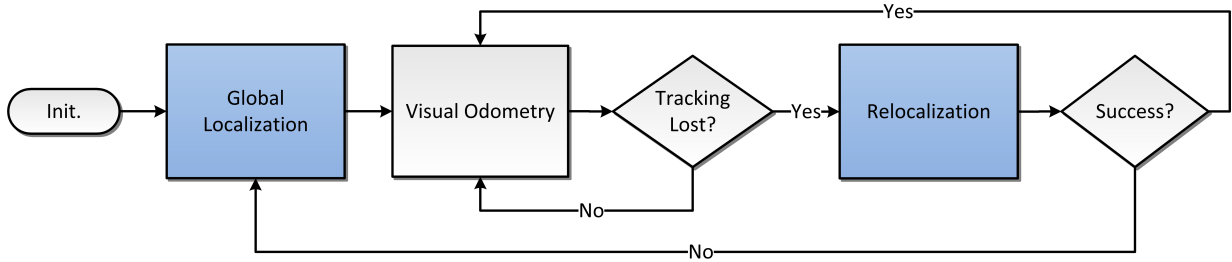 Yes
Init.
Global
Localization
Visual Odometry
Tracking
Lost?
Yes
Relocalization
Success?
No
No